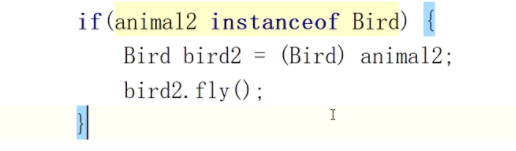 if(animal2 instanceof Bird) {
Bird bird2 = (Bird) animal2;
bird2.fly();
}